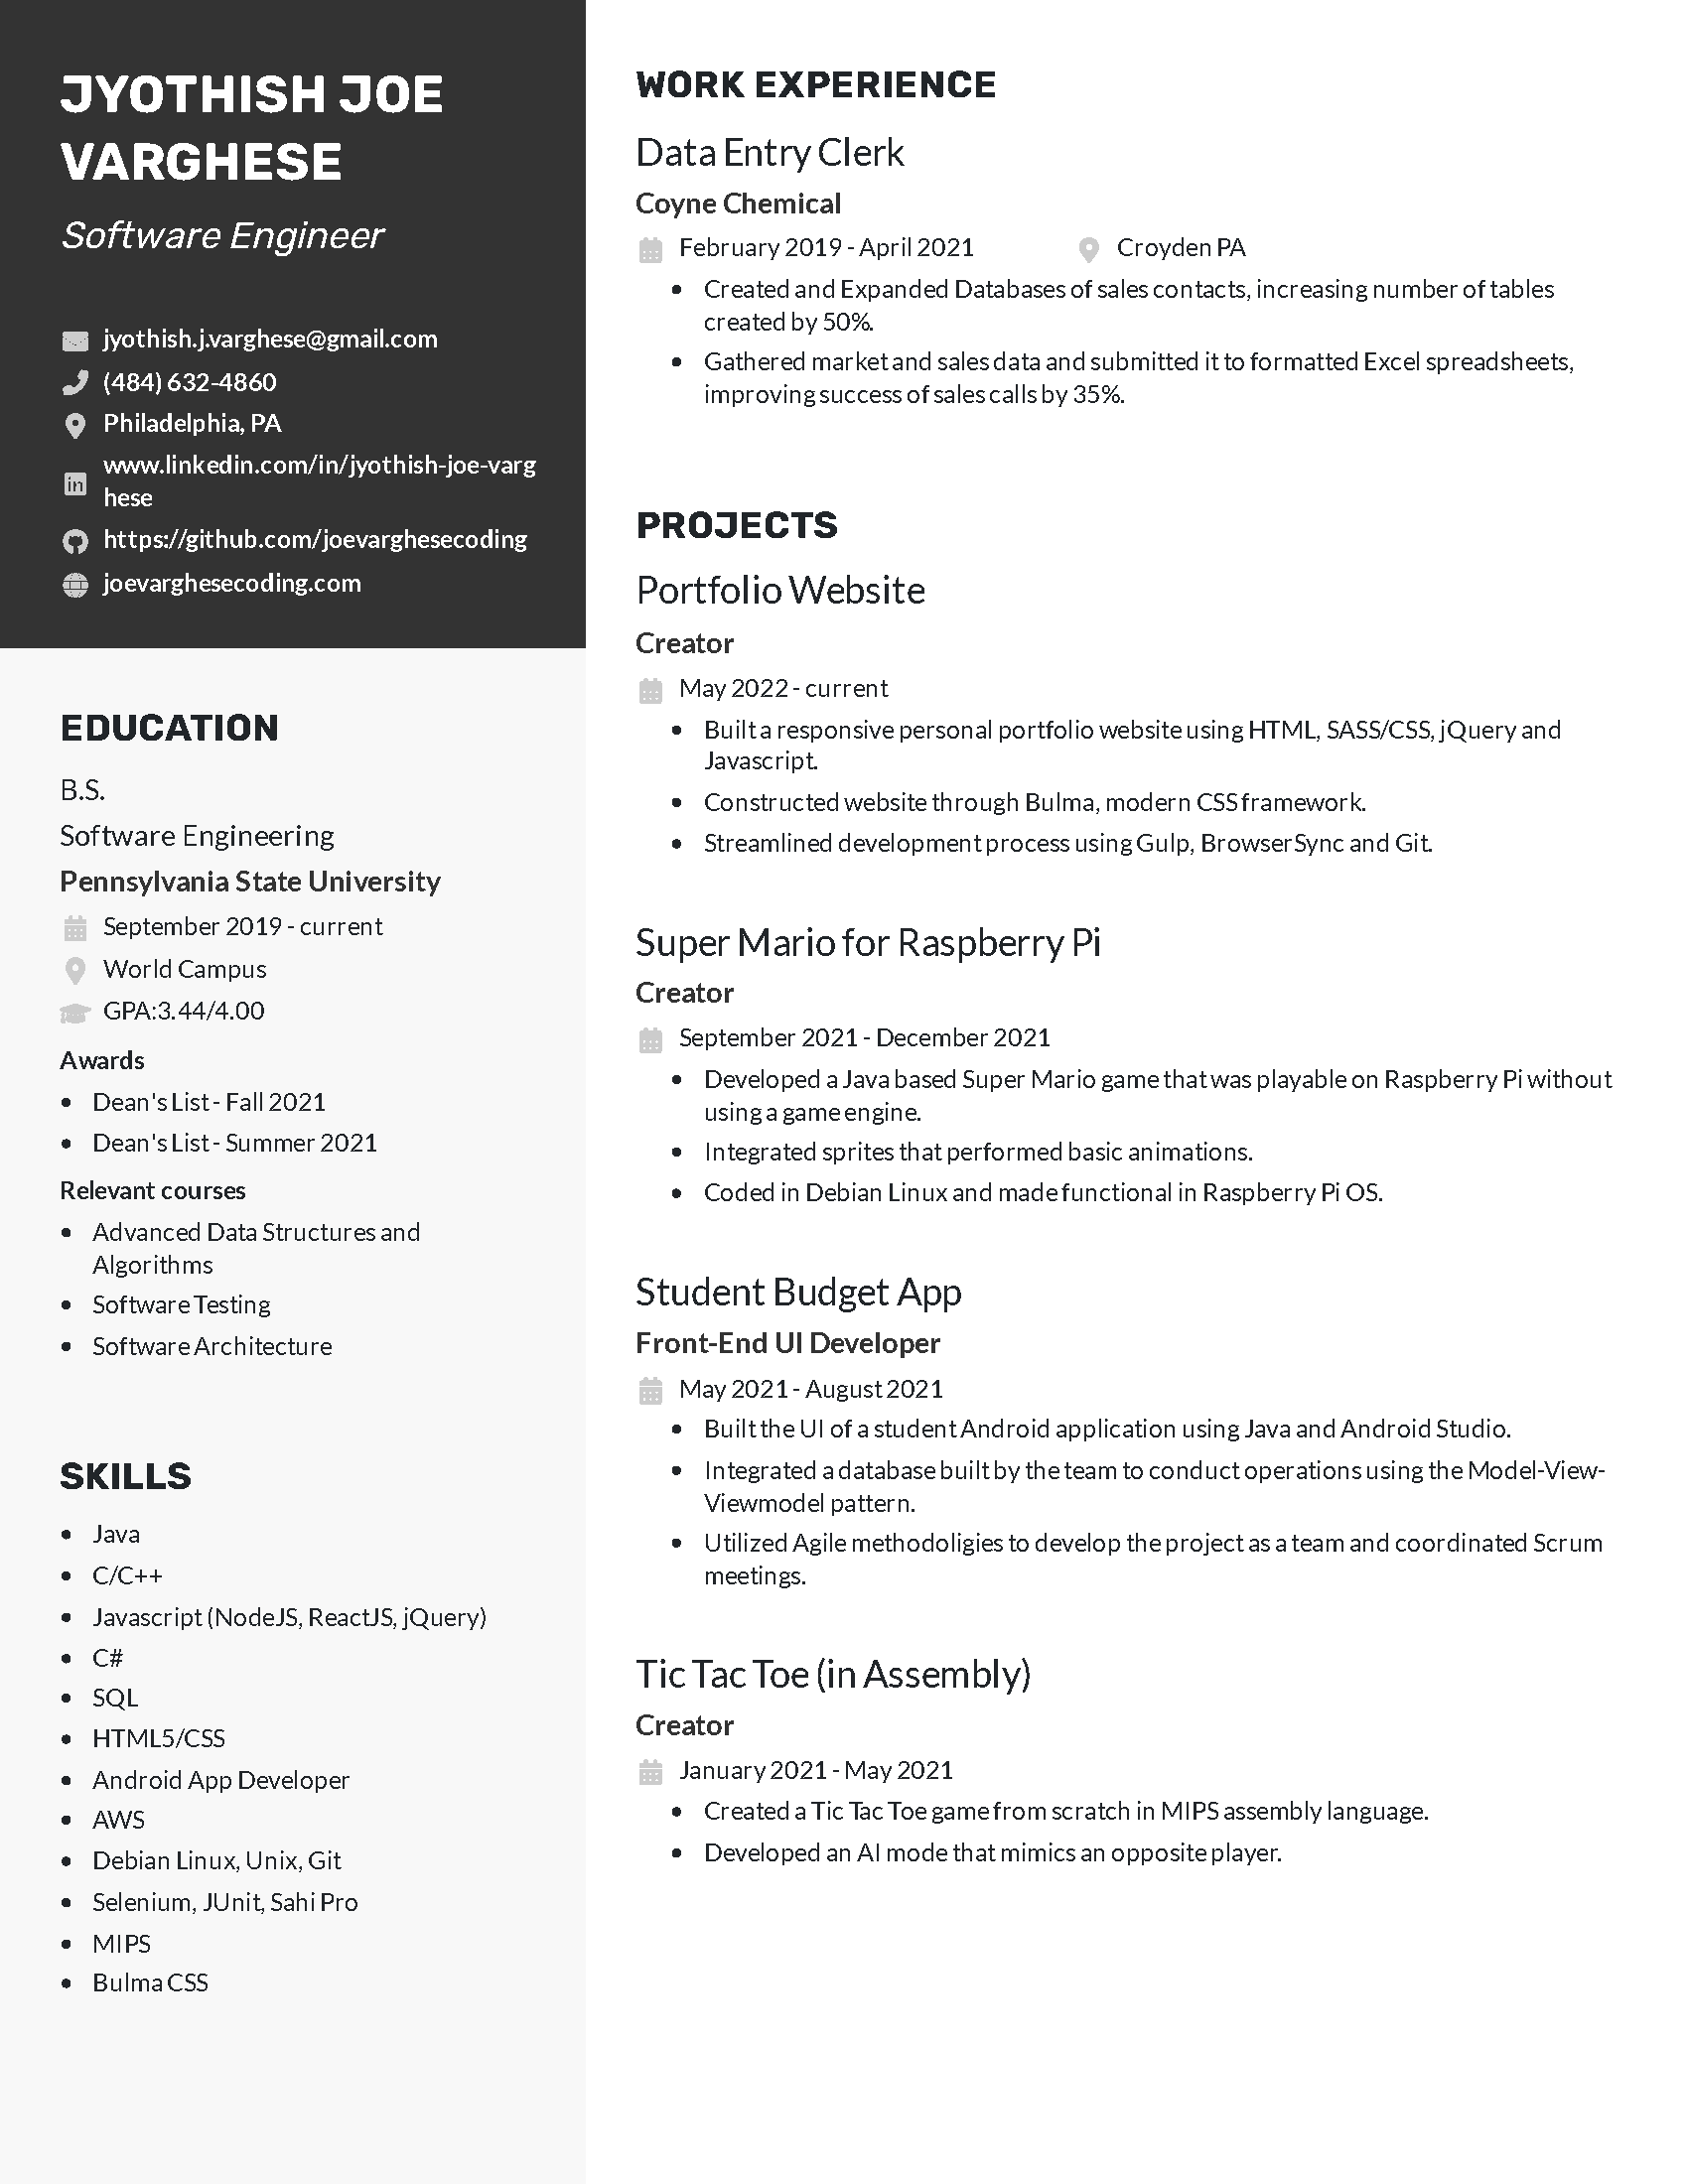 JYOTHISH JOE
VARGHESE
Software Engineer
jyothish.j.varghese@gmail.com
(484) 632-4860
Philadelphia, PA
www.linkedin.com/in/jyothish-joe-varg
hese
https://github.com/joevarghesecoding
joevarghesecoding.com
EDUCATION
B.S.
Software Engineering
Pennsylvania State University
September 2019 - current
World Campus
GPA:3.44/4.00
Awards
• Dean's List - Fall 2021
• Dean's List - Summer 2021
Relevant courses
• Advanced Data Structures and
Algorithms
• Software Testing
• Software Architecture
SKILLS
• Java
• C/C++
• Javascript (NodeJS, ReactJS, jQuery)
• C#
• SQL
• HTML5/CSS
• Android App Developer
• AWS
• Debian Linux, Unix, Git
• Selenium, JUnit, Sahi Pro
• MIPS
• Bulma CSS
WORK EXPERIENCE
Data Entry Clerk
Coyne Chemical
February 2019 - April 2021 Croyden PA
• Created and Expanded Databases of sales contacts, increasing number of tables
created by 50%.
• Gathered market and sales data and submitted it to formatted Excel spreadsheets,
improving success of sales calls by 35%.
PROJECTS
Portfolio Website
Creator
May 2022 - current
• Built a responsive personal portfolio website using HTML, SASS/CSS, jQuery and
Javascript.
• Constructed website through Bulma, modern CSS framework.
• Streamlined development process using Gulp, BrowserSync and Git.
Super Mario for Raspberry Pi
Creator
September 2021 - December 2021
• Developed a Java based Super Mario game that was playable on Raspberry Pi without
using a game engine.
• Integrated sprites that performed basic animations.
• Coded in Debian Linux and made functional in Raspberry Pi OS.
Student Budget App
Front-End UI Developer
May 2021 - August 2021
• Built the UI of a student Android application using Java and Android Studio.
• Integrated a database built by the team to conduct operations using the Model-View-
Viewmodel pattern.
• Utilized Agile methodoligies to develop the project as a team and coordinated Scrum
meetings.
Tic Tac Toe (in Assembly)
Creator
January 2021 - May 2021
• Created a Tic Tac Toe game from scratch in MIPS assembly language.
• Developed an AI mode that mimics an opposite player.